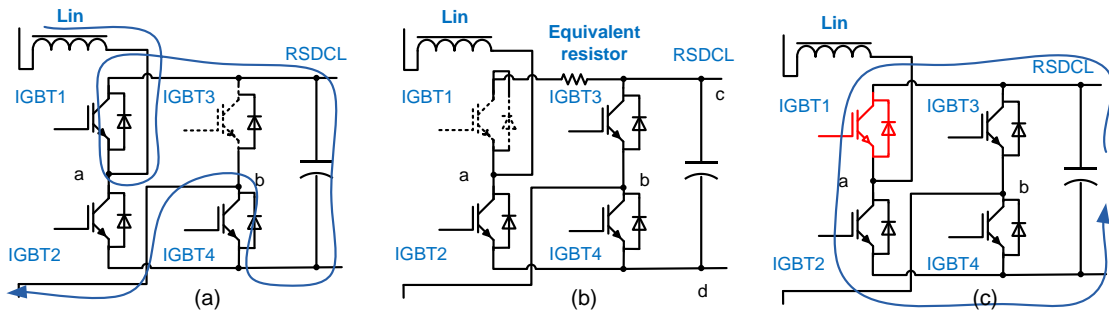 Lin
RSDCL
IGBT1
IGBT3
a
b
IGBT2
IGBT4
(a)
Lin
Equivalent
resistor
RSDCL
IGBT1
IGBT3
c
a
b
IGBT2
IGBT4
d
(b)
Lin
RSDCL
IGBT1
IGBT3
a
b
IGBT2
IGBT4
(c)